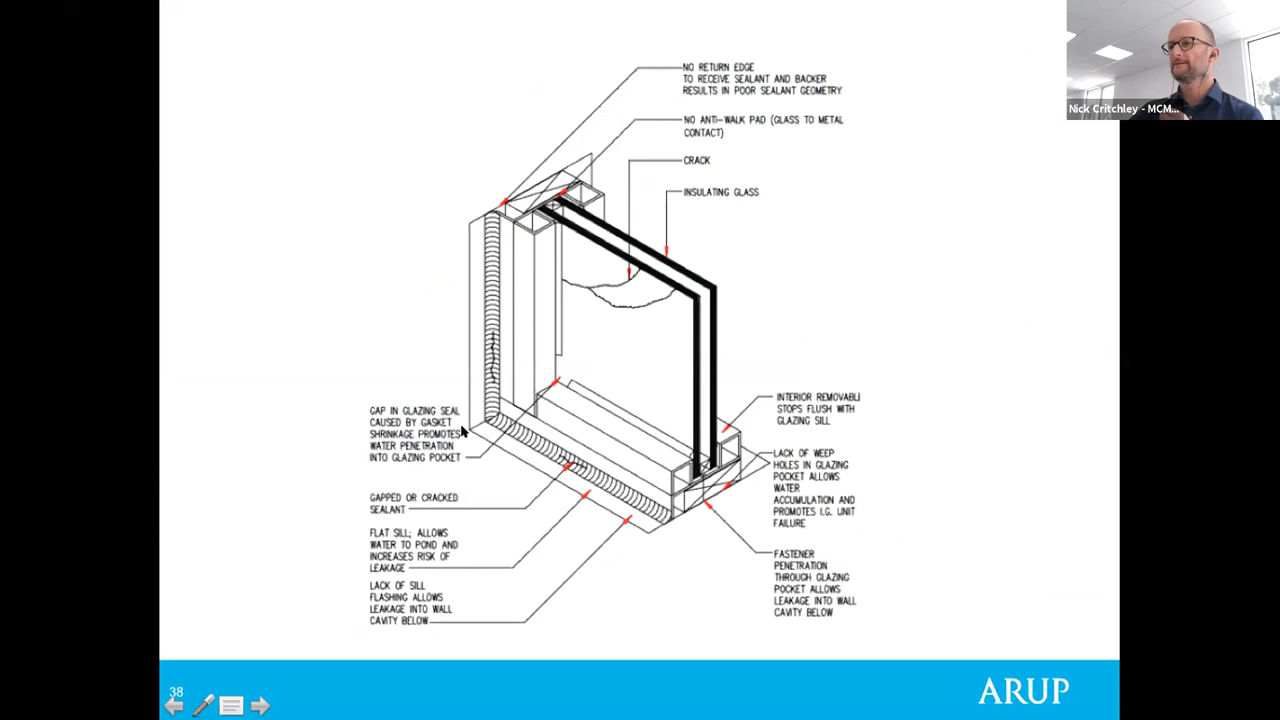 NO RETURN EDGE
TO RECEIVE SEALANT AND BACKER
RESULTS IN POOR SEALANT GEOMETRY
NO ANTI-WALK PAD (GLASS TO METAL
CONTACT)
CRACK
INSULATING GLASS
Nick Critchley - MCM...
GAP IN GLAZING SEAL
CAUSED BY GASKET
SHRINKAGE PROMOTES
WATER PENETRATION
INTO GLAZING POCKET
GAPPED OR CRACKED
SEALANT
FLAT SILL; ALLOWS
WATER TO POND AND
INCREASES RISK OF
LEAKAGE
LACK OF SILL
FLASHING ALLOWS
LEAKAGE INTO WALL
CAVITY BELOW
INTERIOR REMOVABLE
STOPS FLUSH WITH
GLAZING SILL
LACK OF WEEP
HOLES IN GLAZING
POCKET ALLOWS
WATER
ACCUMULATION AND
PROMOTES I.G. UNIT
FAILURE
FASTENER
PENETRATION
THROUGH GLAZING
POCKET ALLOWS
LEAKAGE INTO WALL
CAVITY BELOW
38
ARUP